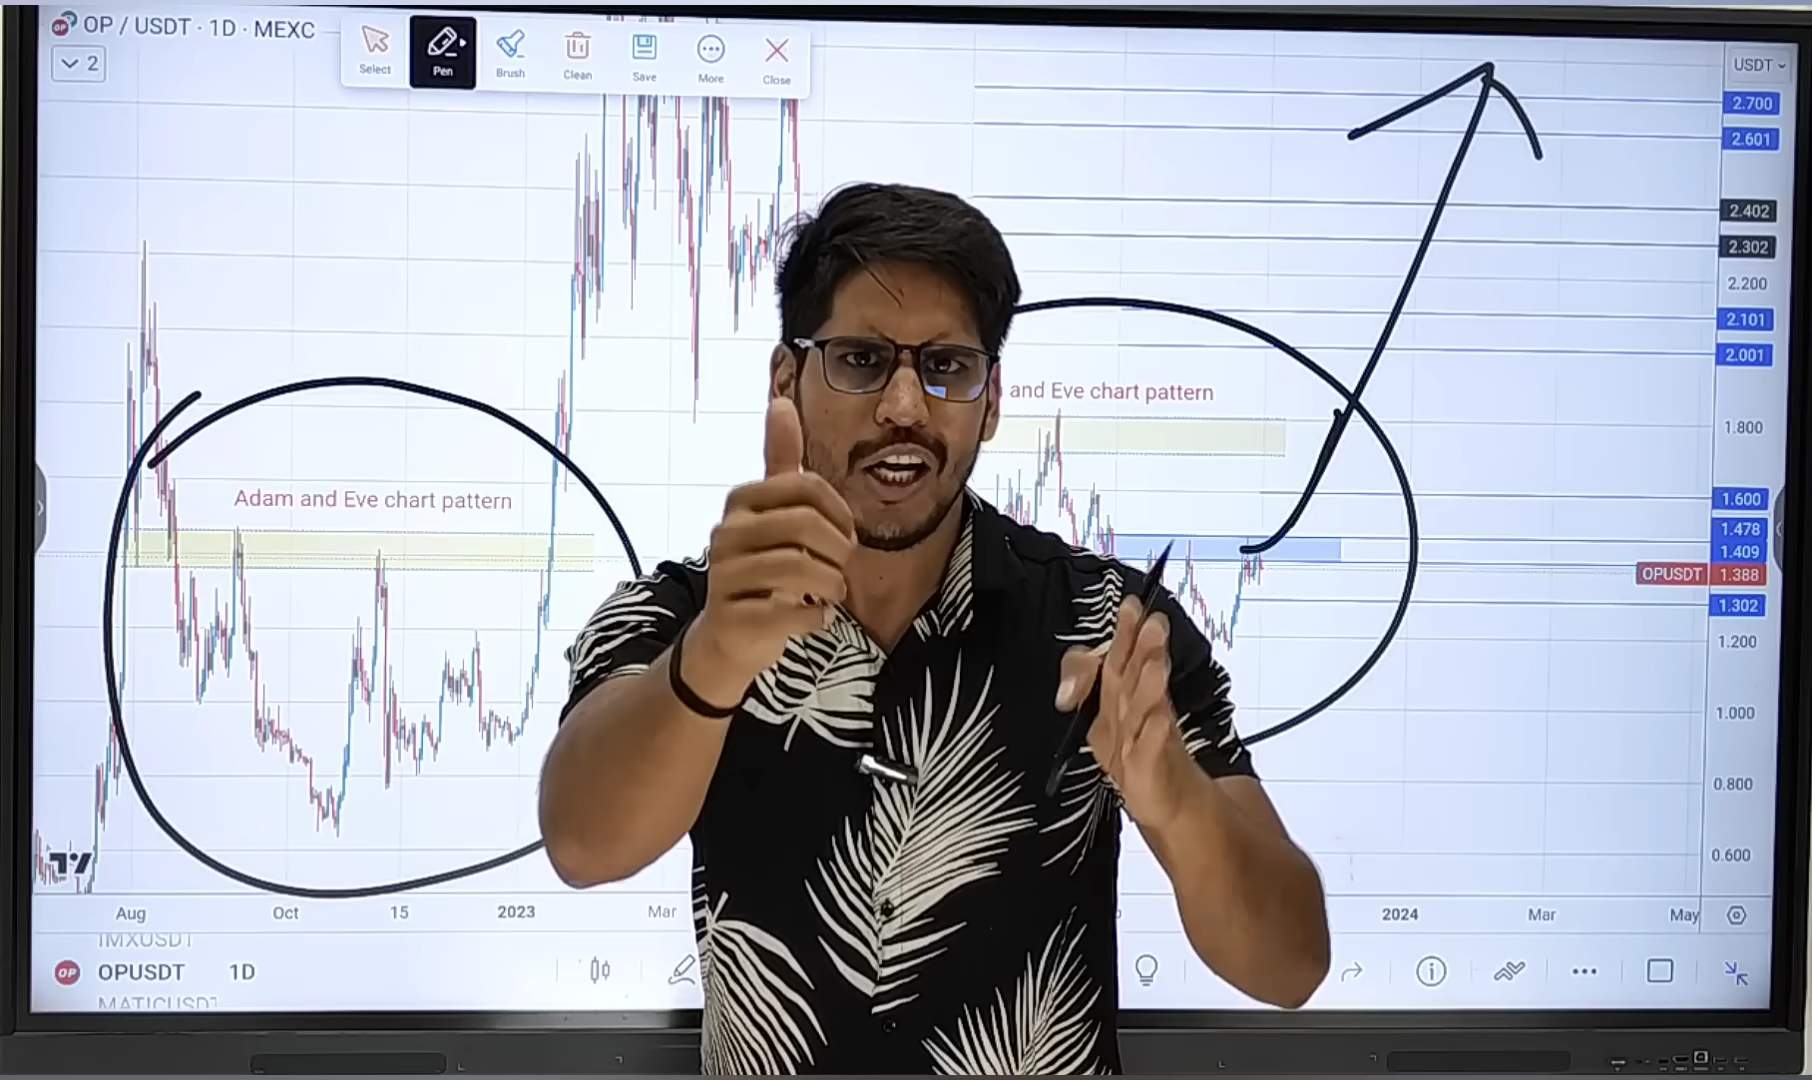 OP / USDT · 1D · MEXC
2
Select
Pen
Brush
Clean
Save
More
Close
USDT
2.700
2.601
2.402
2.302
2.200
2.101
2.001
and Eve chart pattern
1.800
Adam and Eve chart pattern
1.600
1.478
1.409
OPUSDT 1.388
1.302
1.200
1.000
0.800
0.600
Aug Oct 15 2023 Mar 2024 Mar May
IMXUSDT
OP OPUSDT 1D
MATICUSDT